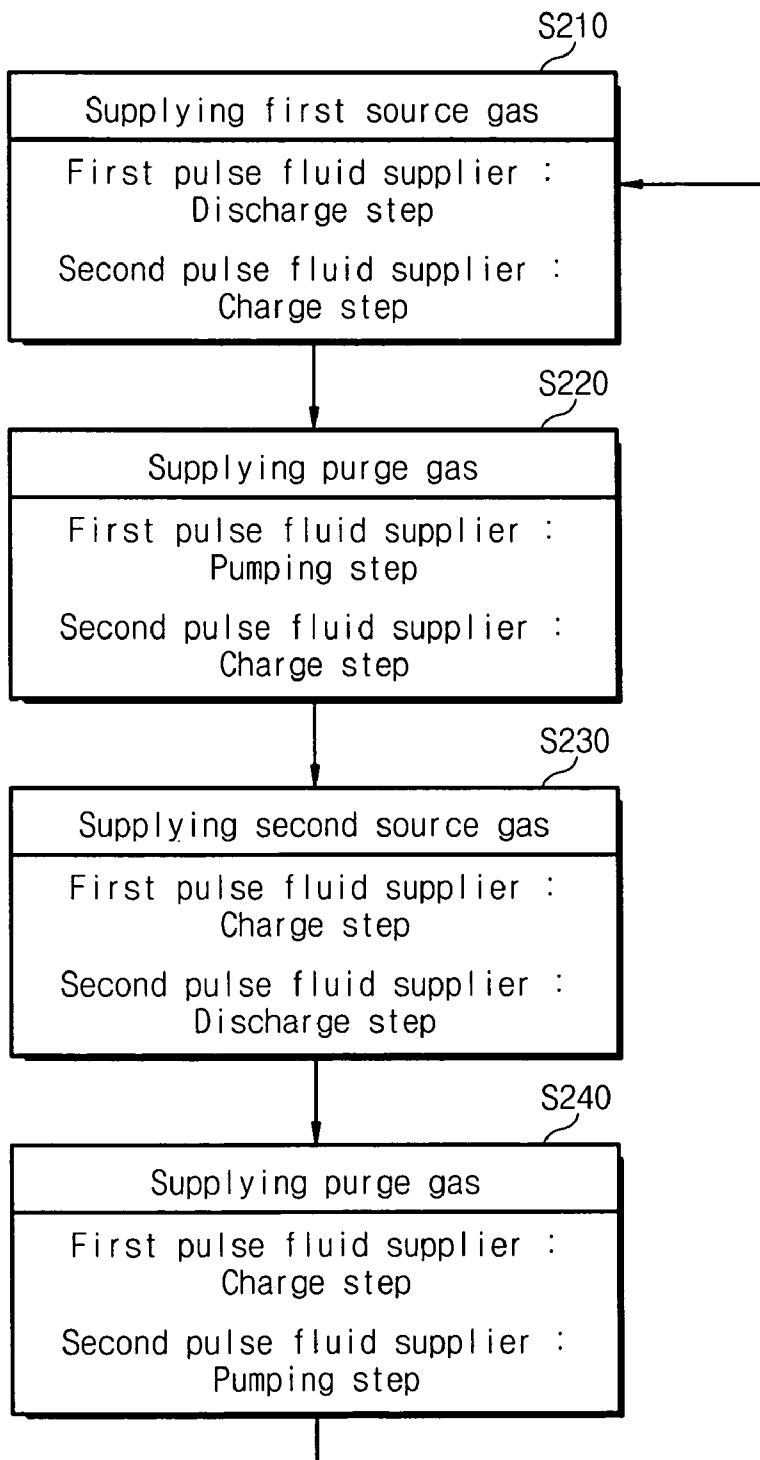 S210
Supplying first source gas
First pulse fluid supplier :
Discharge step
Second pulse fluid supplier :
Charge step
S220
Supplying purge gas
First pulse fluid supplier :
Pumping step
Second pulse fluid supplier :
Charge step
S230
Supplying second source gas
First pulse fluid supplier :
Charge step
Second pulse fluid supplier :
Discharge step
S240
Supplying purge gas
First pulse fluid supplier :
Charge step
Second pulse fluid supplier :
Pumping step